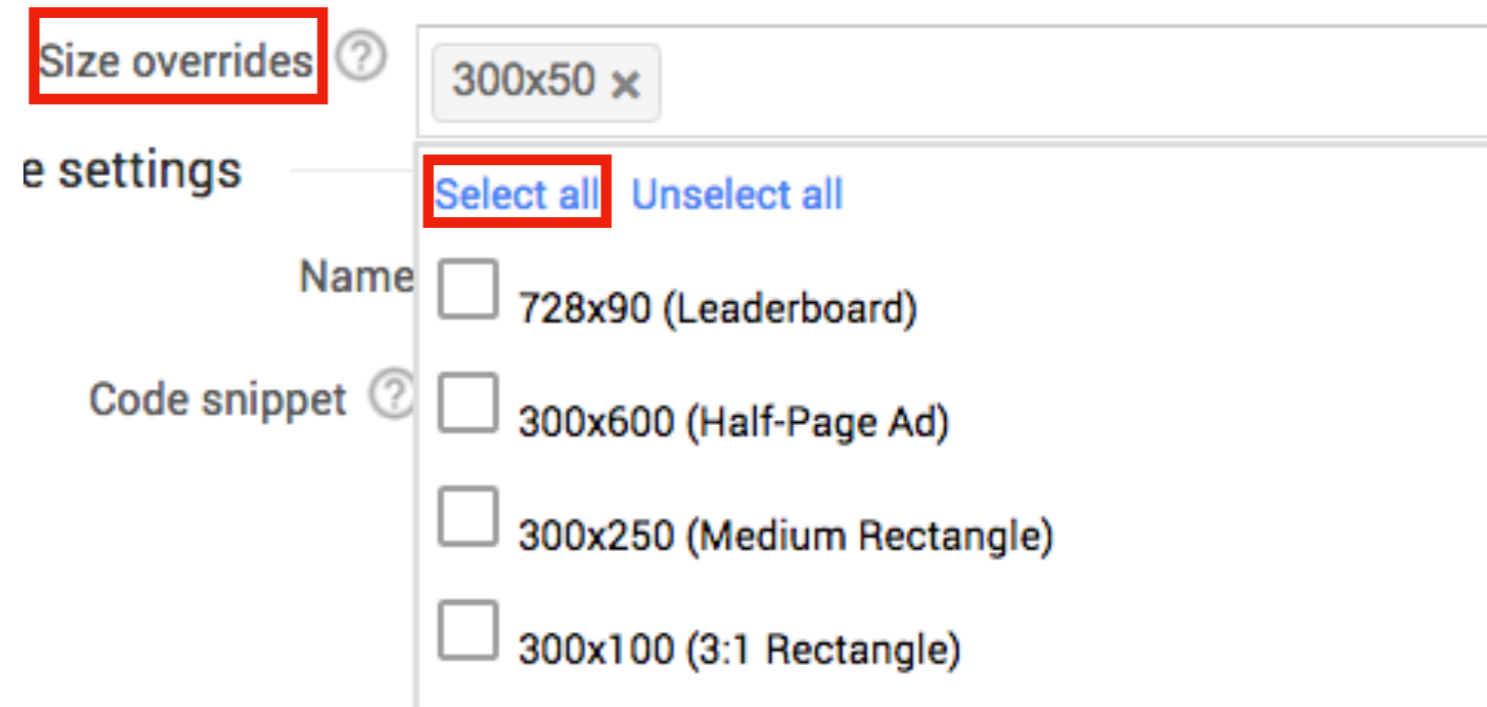 Size overrides ?
300x50 ×
e settings
Select all Unselect all
Name
728x90 (Leaderboard)
Code snippet ?
300x600 (Half-Page Ad)
300x250 (Medium Rectangle)
300x100 (3:1 Rectangle)